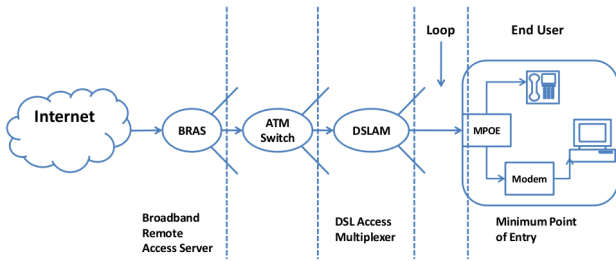 Loop
End User
Internet
BRAS
ATM
Switch
DSLAM
MPOE
Modem
Broadband
Remote
Access Server
DSL Access
Multiplexer
Minimum Point
of Entry